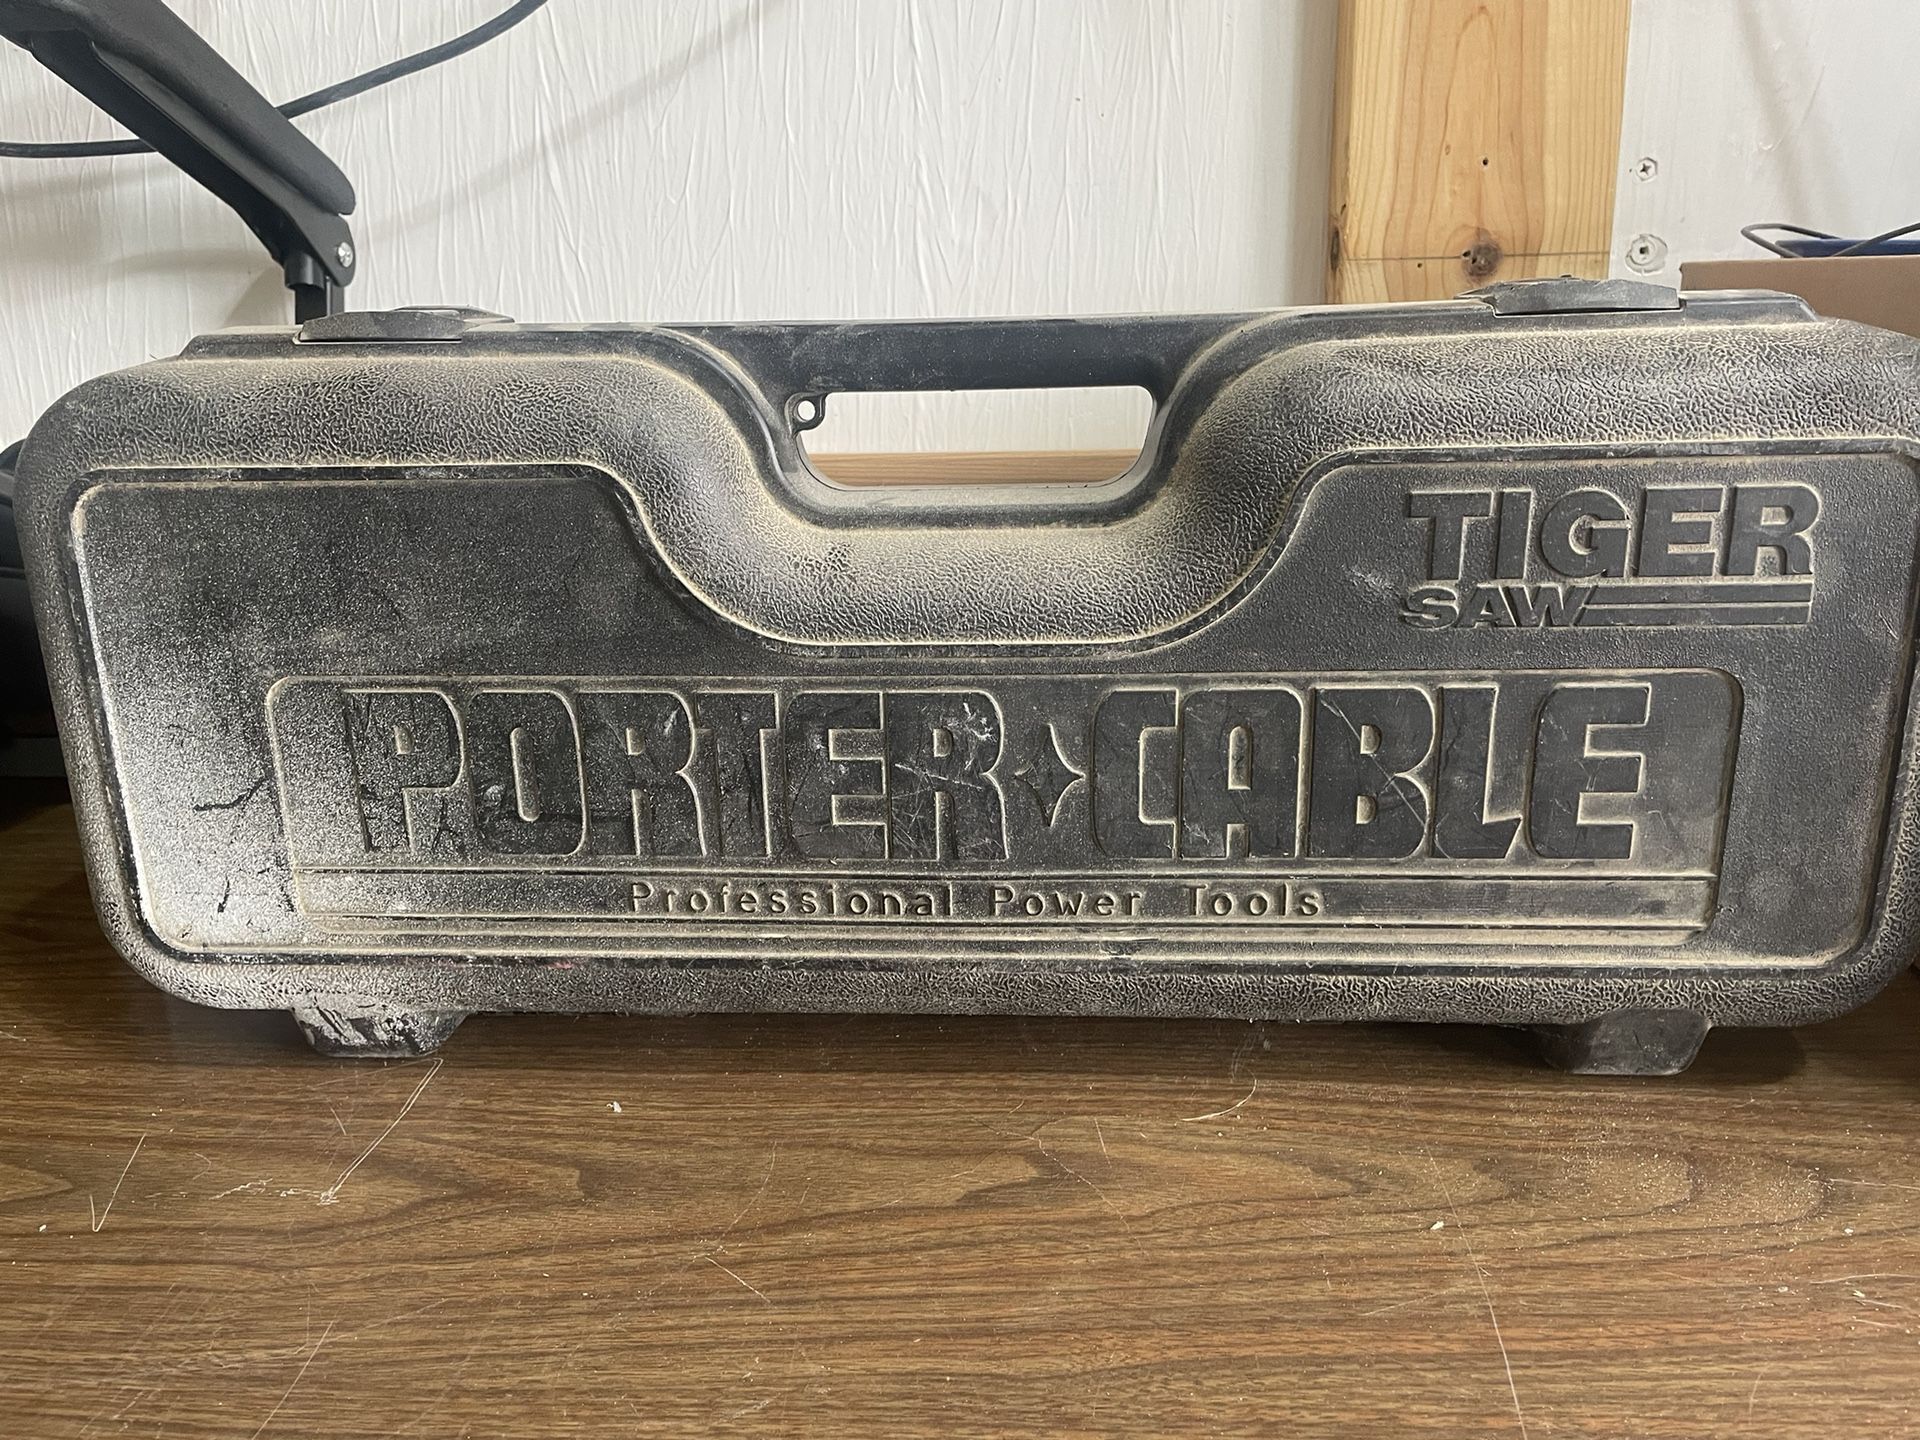 TIGER
SAW
PORTER CABLE
Professional Power Tools